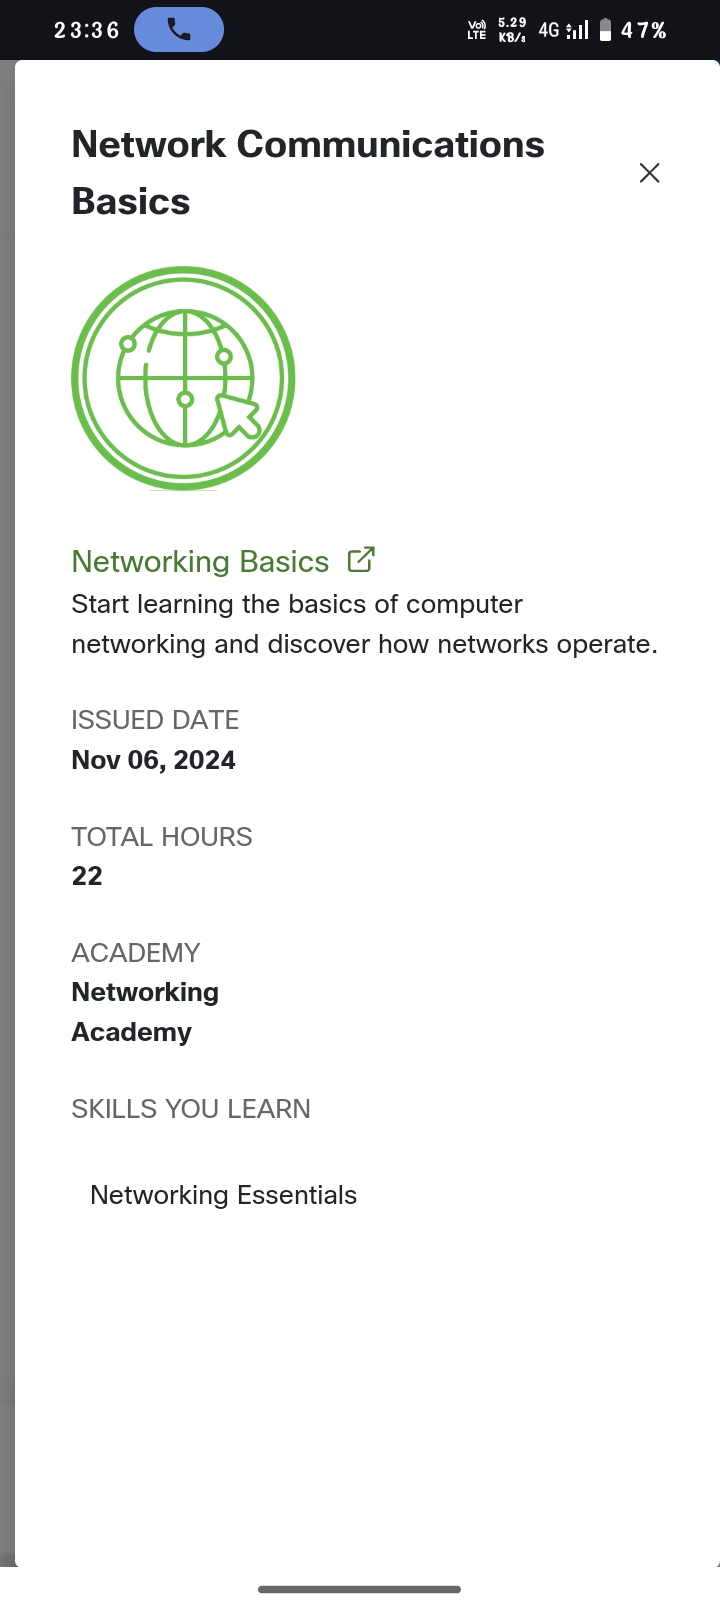 23:36
Vo) LTE 5.29 KB/s 4G 47%
Network Communications
Basics
Networking Basics
Start learning the basics of computer
networking and discover how networks operate.
ISSUED DATE
Nov 06, 2024
TOTAL HOURS
22
ACADEMY
Networking
Academy
SKILLS YOU LEARN
Networking Essentials